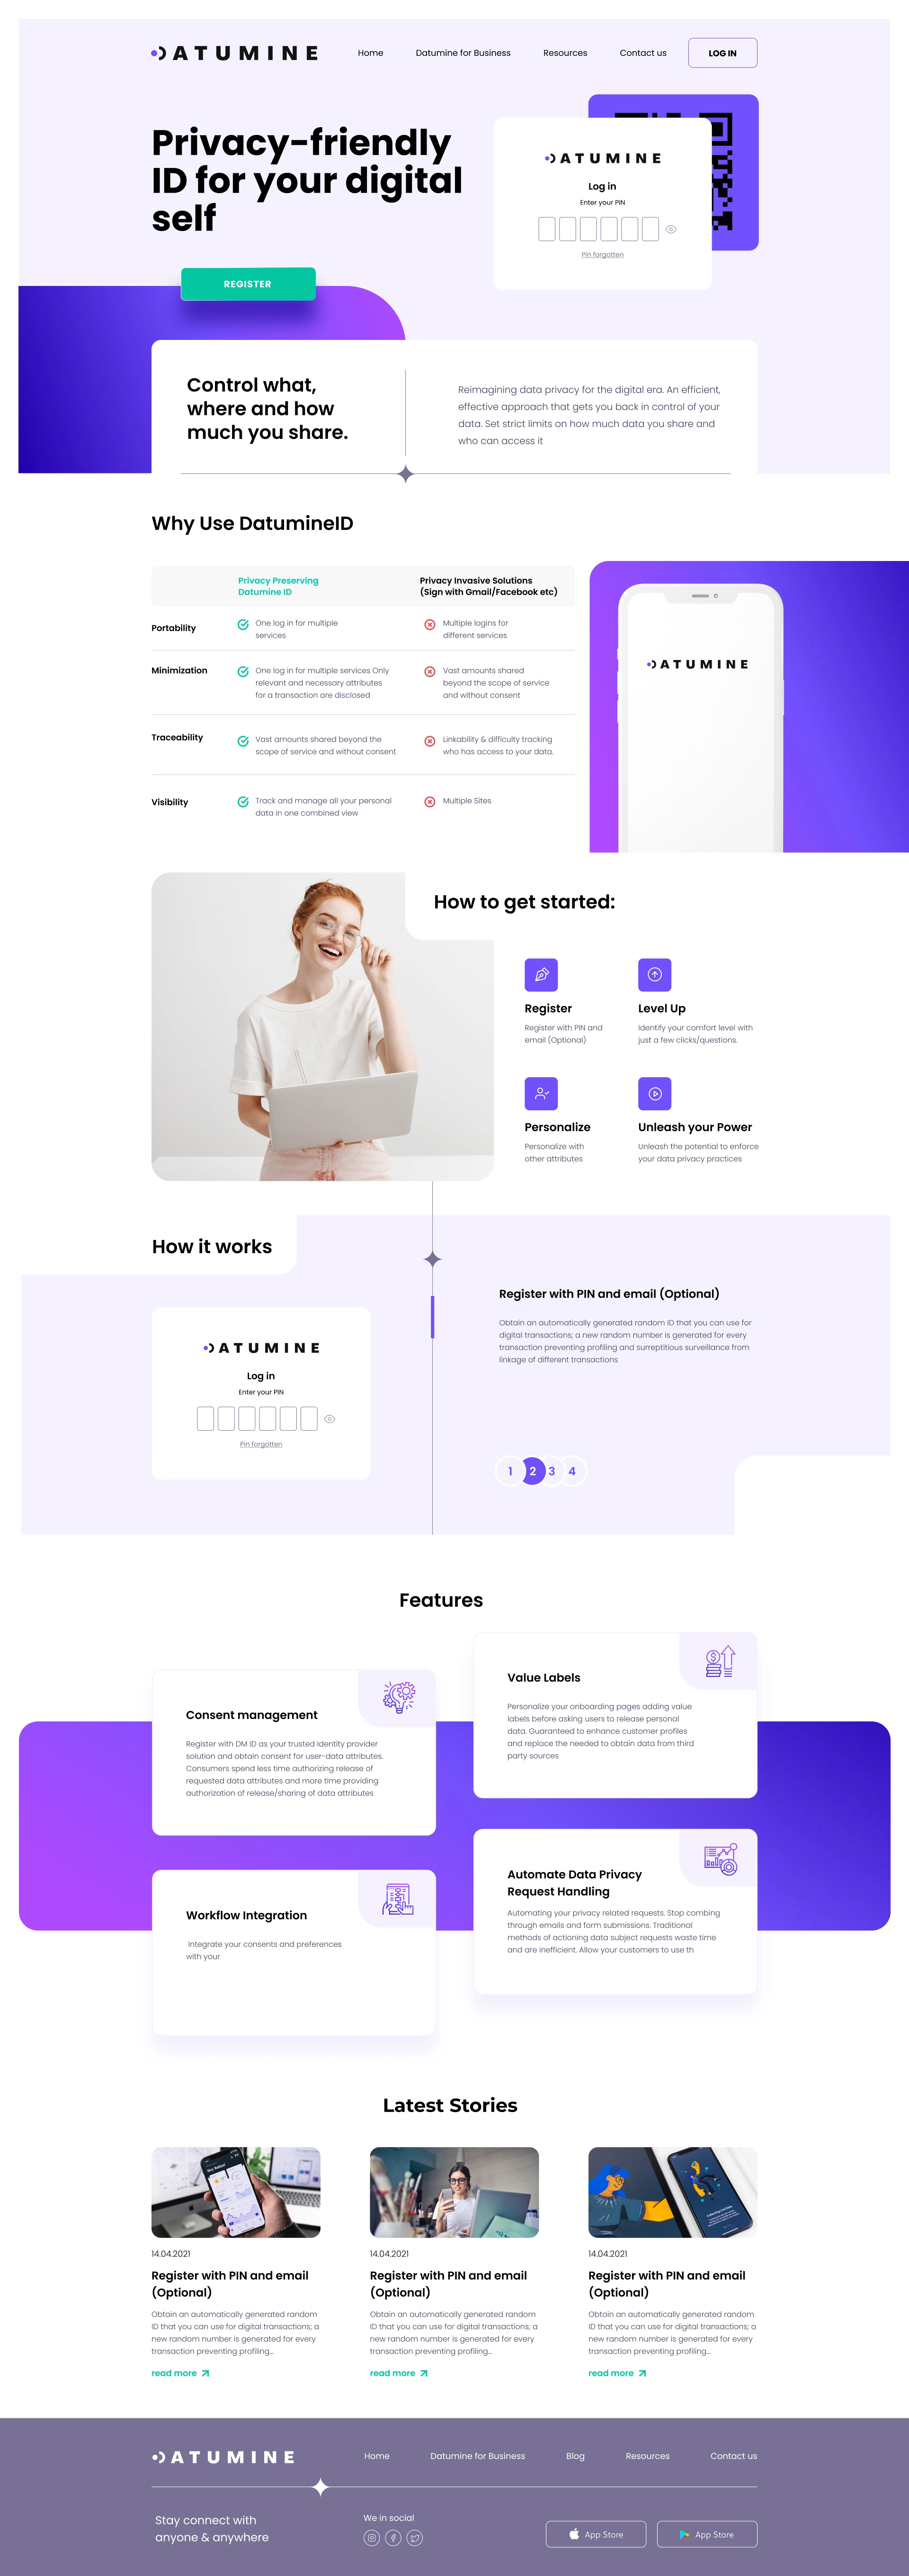 DATUMINE
Home
Datumine for Business
Resources
Contact us
LOG IN
Privacy-friendly
ID for your digital
self
REGISTER
DATUMINE
Log in
Enter your PIN
Pin forgotten
Control what,
where and how
much you share.
Reimagining data privacy for the digital era. An efficient,
effective approach that gets you back in control of your
data. Set strict limits on how much data you share and
who can access it
Why Use DatumineID
Privacy Preserving
Datumine ID
Privacy Invasive Solutions
(Sign with Gmail/Facebook etc)
Portability
One log in for multiple
services
Multiple logins for
different services
Minimization
One log in for multiple services Only
relevant and necessary attributes
for a transaction are disclosed
Vast amounts shared
beyond the scope of service
and without consent
Traceability
Vast amounts shared beyond the
scope of service and without consent
Linkability & difficulty tracking
who has access to your data.
Visibility
Track and manage all your personal
data in one combined view
Multiple Sites
DATUMINE
How to get started:
Register
Register with PIN and
email (Optional)
Level Up
Identify your comfort level with
just a few clicks/questions.
Personalize
Personalize with
other attributes
Unleash your Power
Unleash the potential to enforce
your data privacy practices
How it works
DATUMINE
Log in
Enter your PIN
Pin forgotten
Register with PIN and email (Optional)
Obtain an automatically generated random ID that you can use for
digital transactions; a new random number is generated for every
transaction preventing profiling and surreptitious surveillance from
linkage of different transactions
1 2 3 4
Features
Consent management
Register with DM ID as your trusted Identity provider
solution and obtain consent for user-data attributes.
Consumers spend less time authorizing release of
requested data attributes and more time providing
authorization of release/sharing of data attributes
Value Labels
Personalize your onboarding pages adding value
labels before asking users to release personal
data. Guaranteed to enhance customer profiles
and replace the needed to obtain data from third
party sources
Workflow Integration
Integrate your consents and preferences
with your
Automate Data Privacy
Request Handling
Automating your privacy related requests. Stop combing
through emails and form submissions. Traditional
methods of actioning data subject requests waste time
and are inefficient. Allow your customers to use th
Latest Stories
14.04.2021
Register with PIN and email
(Optional)
Obtain an automatically generated random
ID that you can use for digital transactions; a
new random number is generated for every
transaction preventing profiling...
read more
14.04.2021
Register with PIN and email
(Optional)
Obtain an automatically generated random
ID that you can use for digital transactions; a
new random number is generated for every
transaction preventing profiling...
read more
14.04.2021
Register with PIN and email
(Optional)
Obtain an automatically generated random
ID that you can use for digital transactions; a
new random number is generated for every
transaction preventing profiling...
read more
DATUMINE
Home
Datumine for Business
Blog
Resources
Contact us
Stay connect with
anyone & anywhere
We in social
App Store
App Store